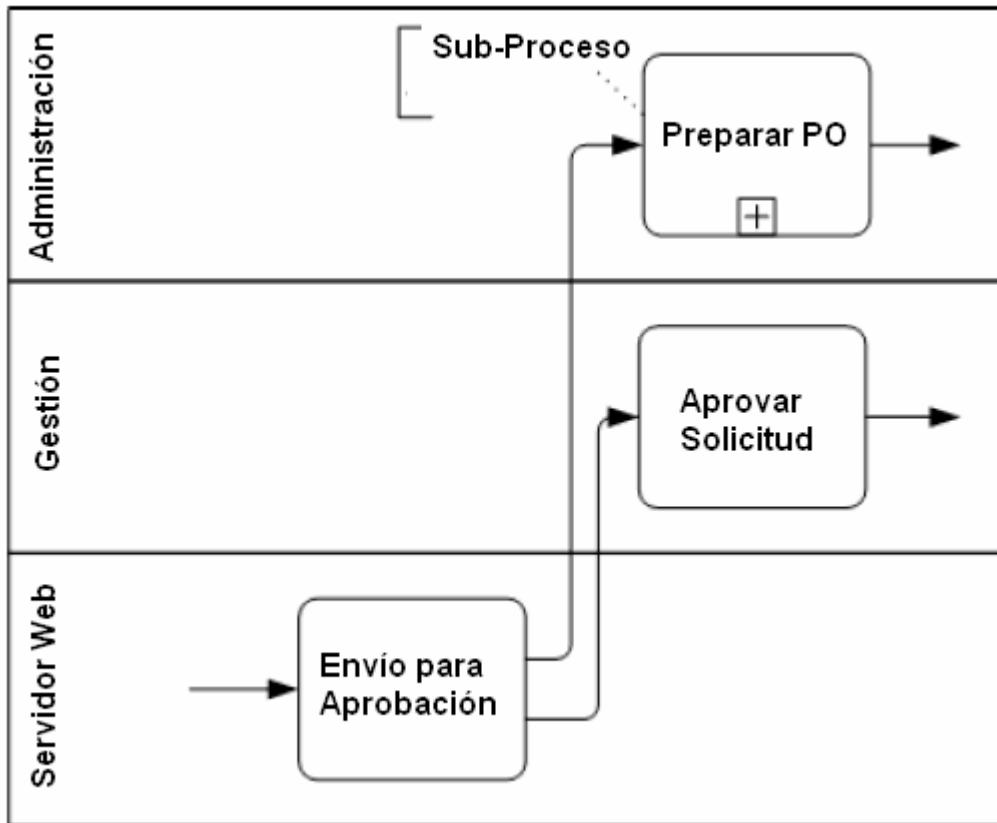 Administración
Sub-Proceso
Preparar PO
Gestión
Aprovar
Solicitud
Servidor Web
Envío para
Aprobación